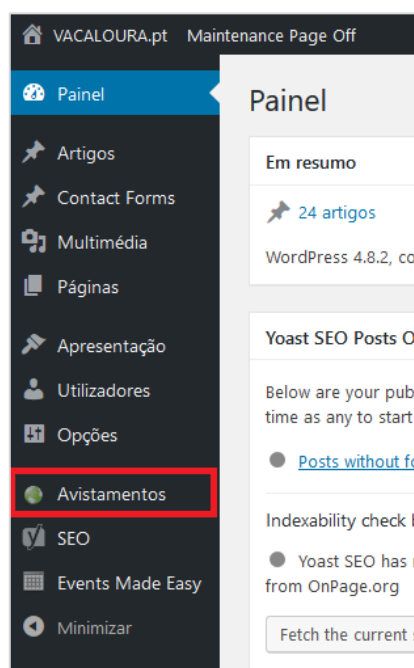 VACALOURA.pt Maintenance Page Off
Painel
Artigos
Contact Forms
Multimédia
Páginas
Apresentação
Utilizadores
Opções
Avistamentos
SEO
Events Made Easy
Minimizar
Painel
Em resumo
24 artigos
WordPress 4.8.2, co
Yoast SEO Posts O
Below are your pub
time as any to start
Posts without fo
Indexability check
Yoast SEO has
from OnPage.org
Fetch the current